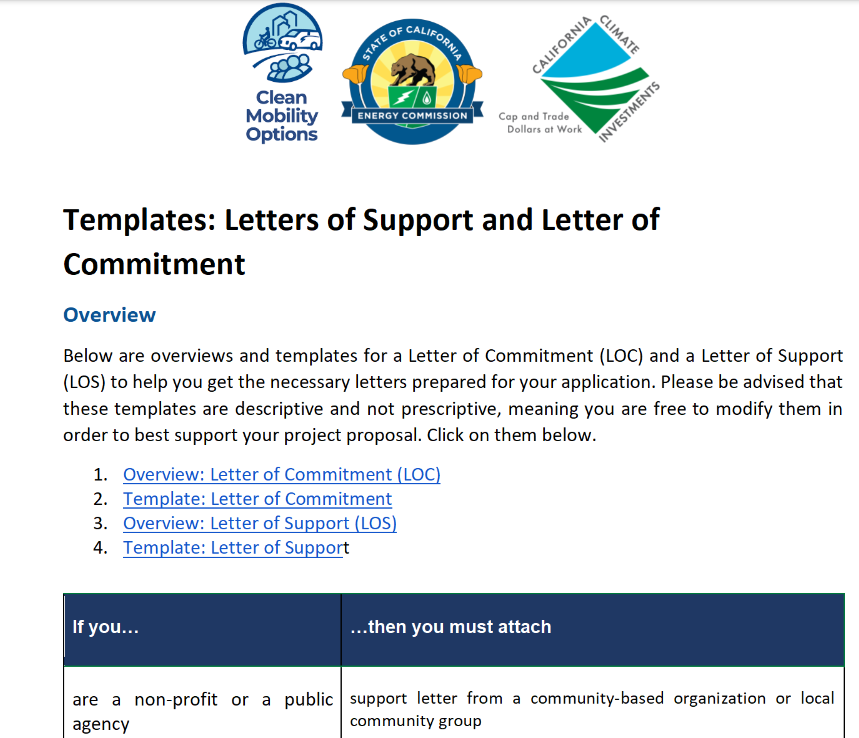 STATE OF CALIFORNIA
ENERGY COMMISSION
CALIFORNIA CLIMATE
INVESTMENTS
Cap and Trade
Dollars at Work
Clean
Mobility
Options
Templates: Letters of Support and Letter of
Commitment
Overview
Below are overviews and templates for a Letter of Commitment (LOC) and a Letter of Support
(LOS) to help you get the necessary letters prepared for your application. Please be advised that
these templates are descriptive and not prescriptive, meaning you are free to modify them in
order to best support your project proposal. Click on them below.
1. Overview: Letter of Commitment (LOC)
2. Template: Letter of Commitment
3. Overview: Letter of Support (LOS)
4. Template: Letter of Support
If you… …then you must attach
are a non-profit or a public
agency
support letter from a community-based organization or local
community group